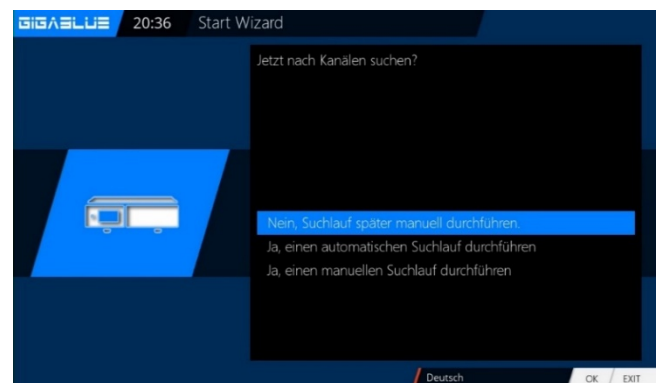 GIGABLUE 20:36 Start Wizard
Jetzt nach Kanälen suchen?
Nein, Suchlauf später manuell durchführen.
Ja, einen automatischen Suchlauf durchführen
Ja, einen manuellen Suchlauf durchführen
Deutsch OK EXIT